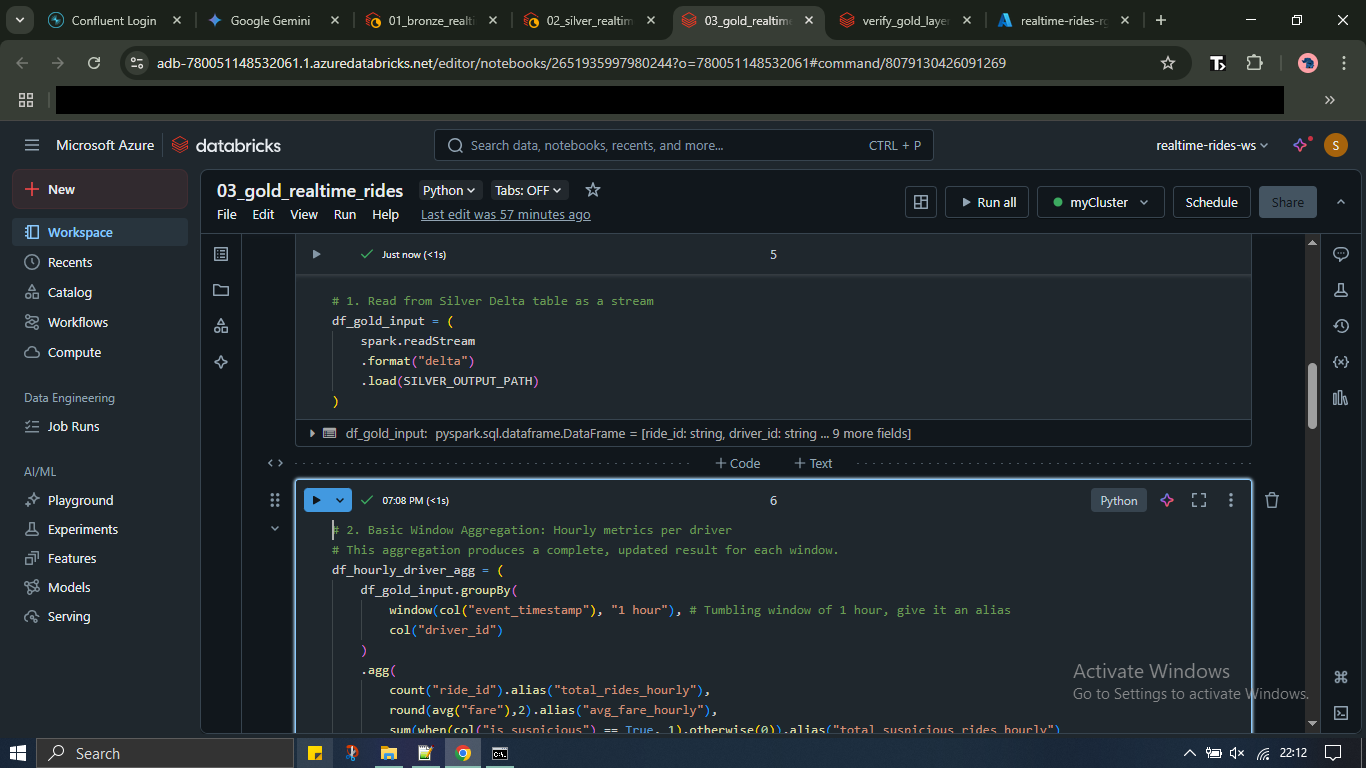 Confluent Login
Google Gemini
01_bronze_realti
02_silver_realtim
03_gold_realtime
verify_gold_laye
realtime-rides-rg
adb-780051148532061.1.azuredatabricks.net/editor/notebooks/2651935997980244?o=780051148532061#command/8079130426091269
Microsoft Azure
databricks
Search data, notebooks, recents, and more...
CTRL + P
realtime-rides-ws
S
New
Workspace
Recents
Catalog
Workflows
Compute
Data Engineering
Job Runs
AI/ML
Playground
Experiments
Features
Models
Serving
03_gold_realtime_rides
Python
Tabs: OFF
File Edit View Run Help
Last edit was 57 minutes ago
Run all
myCluster
Schedule
Share
Just now (<1s)
5
# 1. Read from Silver Delta table as a stream
df_gold_input = (
spark.readStream
.format("delta")
.load(SILVER_OUTPUT_PATH)
)
df_gold_input: pyspark.sql.dataframe.DataFrame = [ride_id: string, driver_id: string ... 9 more fields]
+ Code + Text
07:08 PM (<1s)
6
Python
# 2. Basic Window Aggregation: Hourly metrics per driver
# This aggregation produces a complete, updated result for each window.
df_hourly_driver_agg = (
df_gold_input.groupBy(
window(col("event_timestamp"), "1 hour"), # Tumbling window of 1 hour, give it an alias
col("driver_id")
)
.agg(
count("ride_id").alias("total_rides_hourly"),
round(avg("fare"),2).alias("avg_fare_hourly"),
sum(when(col("is_suspicious") == True, 1).otherwise(0)).alias("total_suspicious_rides_hourly")
Activate Windows
Go to Settings to activate Windows.
Search
22:12